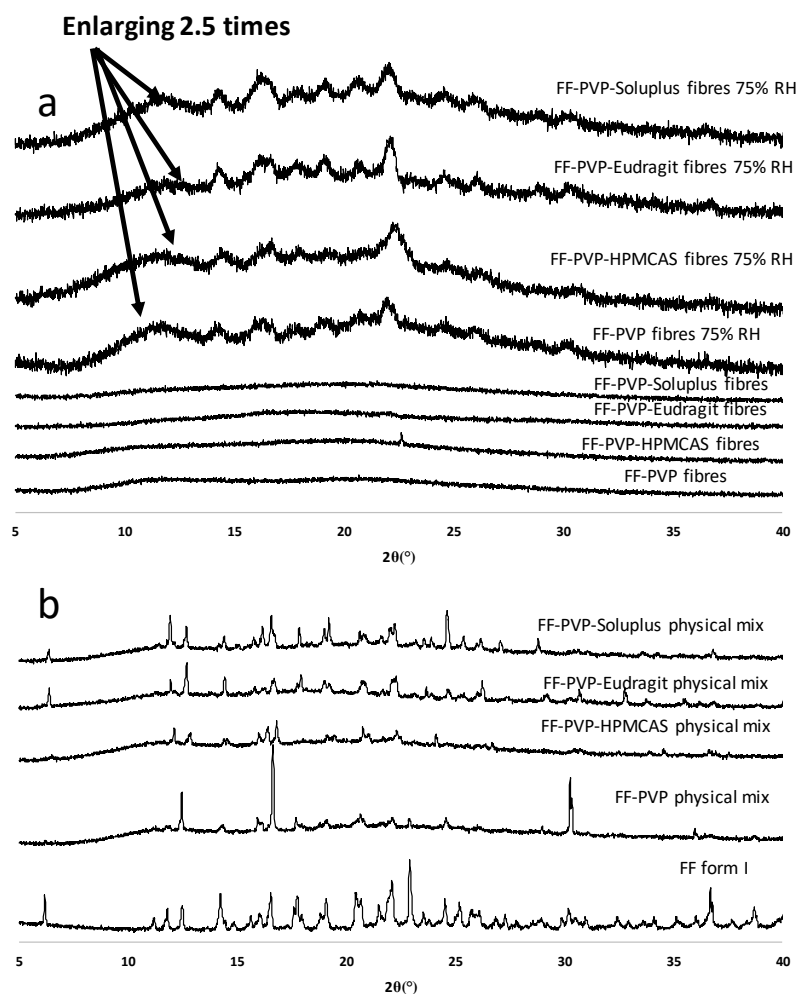 Enlarging 2.5 times
a
FF-PVP-Soluplus fibres 75% RH
FF-PVP-Eudragit fibres 75% RH
FF-PVP-HPMCAS fibres 75% RH
FF-PVP fibres 75% RH
FF-PVP-Soluplus fibres
FF-PVP-Eudragit fibres
FF-PVP-HPMCAS fibres
FF-PVP fibres
5 10 15 20 25 30 35 40
2θ(°)
b
FF-PVP-Soluplus physical mix
FF-PVP-Eudragit physical mix
FF-PVP-HPMCAS physical mix
FF-PVP physical mix
FF form I
5 10 15 20 25 30 35 40
2θ(°)